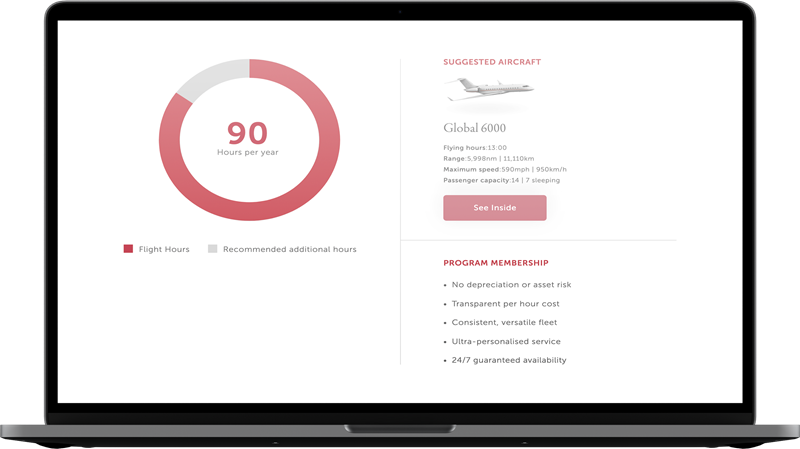 90
Hours per year
Flight Hours
Recommended additional hours
SUGGESTED AIRCRAFT
Global 6000
Flying hours:13:00
Range:5,998nm | 11,110km
Maximum speed:590mph | 950km/h
Passenger capacity:14 | 7 sleeping
See Inside
PROGRAM MEMBERSHIP
• No depreciation or asset risk
• Transparent per hour cost
• Consistent, versatile fleet
• Ultra-personalised service
• 24/7 guaranteed availability